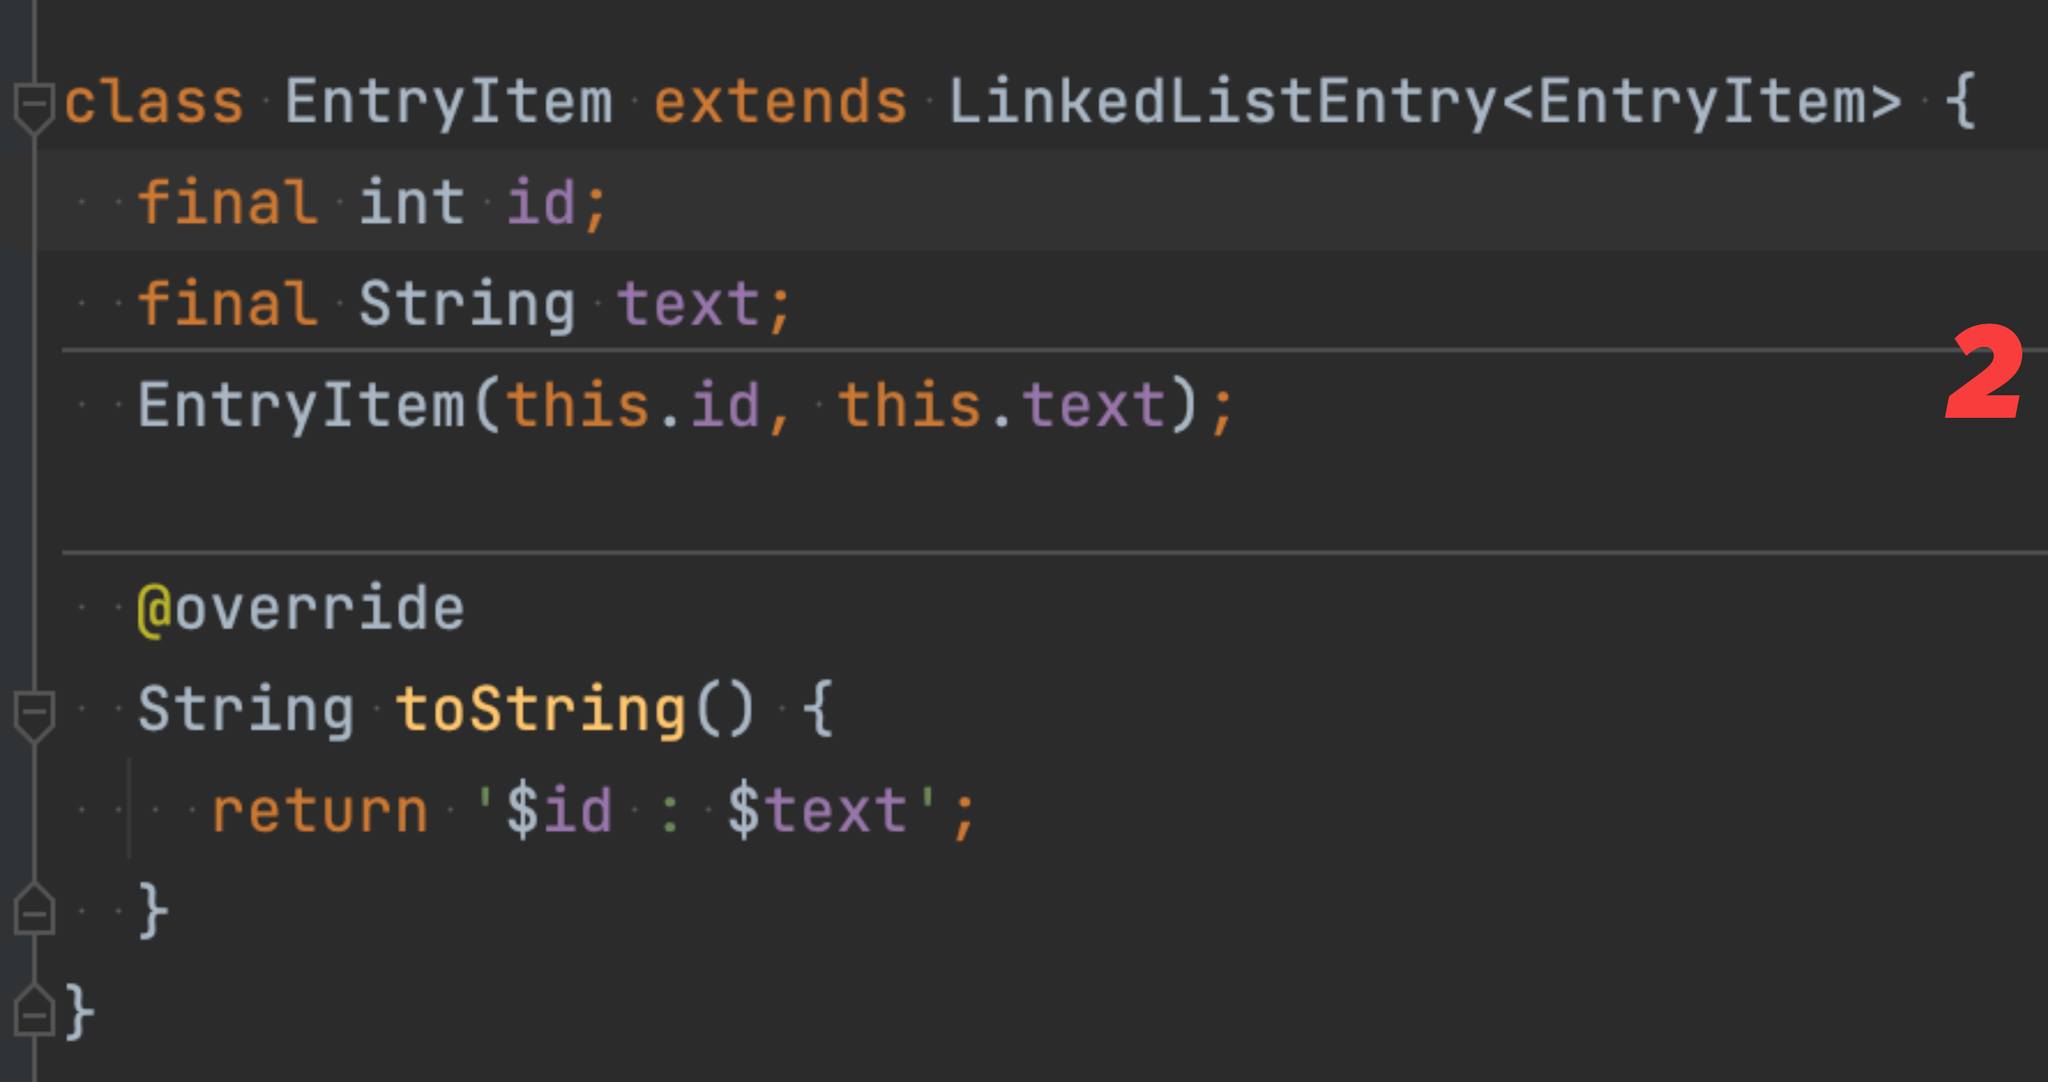 class EntryItem extends LinkedListEntry<EntryItem> {
final int id;
final String text;
2
EntryItem(this.id, this.text);
@override
String toString() {
return '$id : $text';
}
}